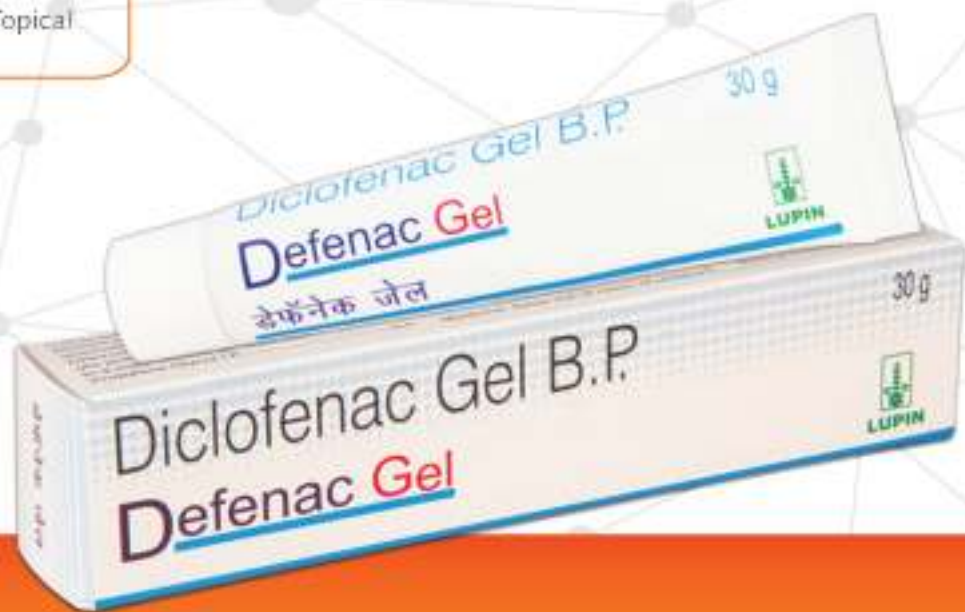 Topical
Diclofenac Gel B.P.
30 g
Defenac Gel
LUPIN
डेफॅनेक जेल
30 g
Diclofenac Gel B.P.
LUPIN
Defenac Gel